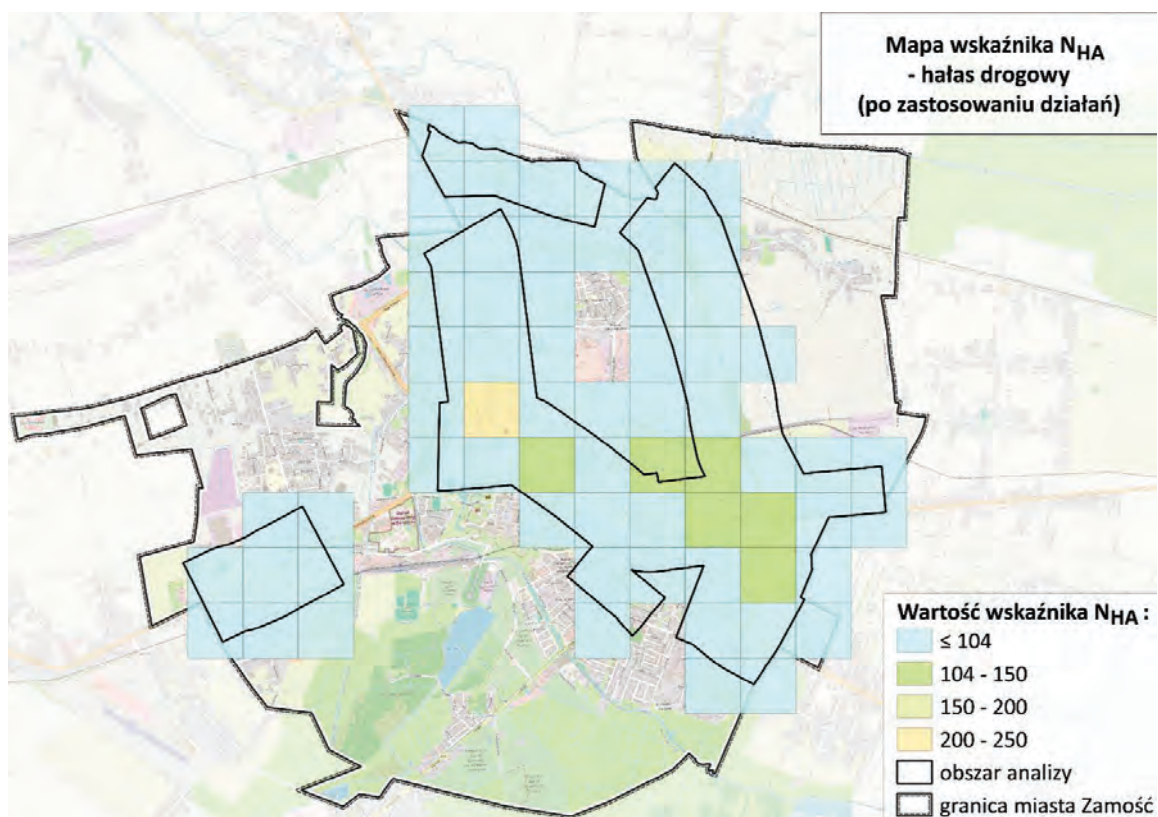 Mapa wskaźnika NHA
- hałas drogowy
(po zastosowaniu działań)
Wartość wskaźnika NHA :
≤ 104
104 - 150
150 - 200
200 - 250
obszar analizy
granica miasta Zamość